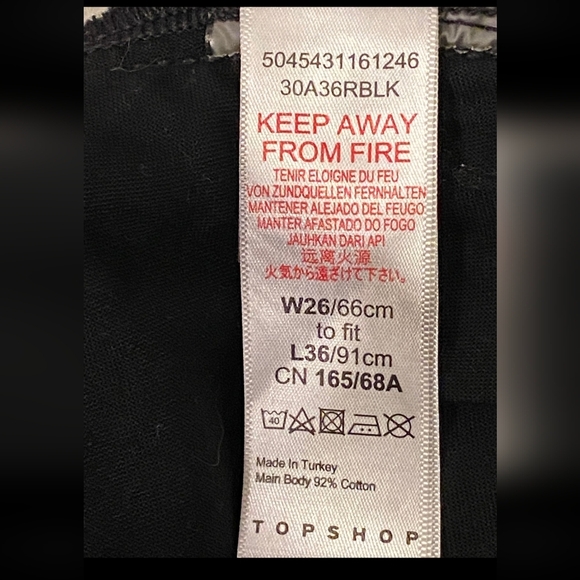 5045431161246
30A36RBLK
KEEP AWAY
FROM FIRE
TENIR ELOIGNE DU FEU
VON ZUNDQUELLEN FERNHALTEN
MANTENER ALEJADO DEL FEUGO
MANTER AFASTADO DO FOGO
JAUHKAN DARI API
远离火源
火気から遠ざけて下さい。
W26/66cm
to fit
L36/91cm
CN 165/68A
40
Made In Turkey
Main Body 92% Cotton
TOPSHOP